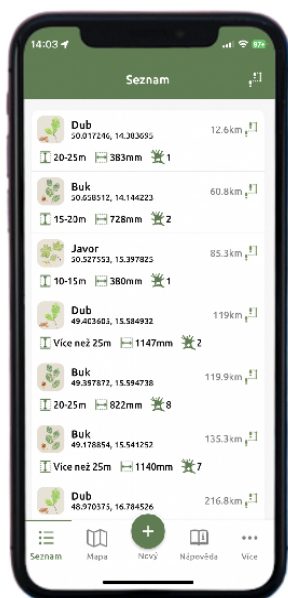 14:03
97+
Seznam
Dub
50.017246, 14.303695
12.6km
20-25m 383mm 1
Buk
50.658512, 14.144223
60.8km
15-20m 728mm 2
Javor
50.527553, 15.397825
85.3km
10-15m 380mm 1
Dub
49.403605, 15.584932
119km
Více než 25m 1147mm 2
Buk
49.397872, 15.594738
119.9km
20-25m 822mm 8
Buk
49.178854, 15.541252
135.3km
Více než 25m 1140mm 7
Dub
48.970375, 16.784526
216.8km
Seznam Mapa Nový Nápověda Více